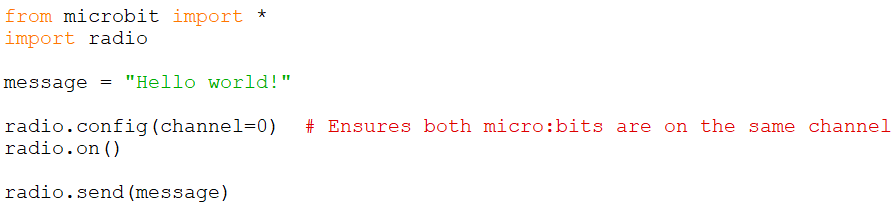 from microbit import *
import radio
message = "Hello world!"
radio.config(channel=0)  # Ensures both micro:bits are on the same channel
radio.on()
radio.send(message)